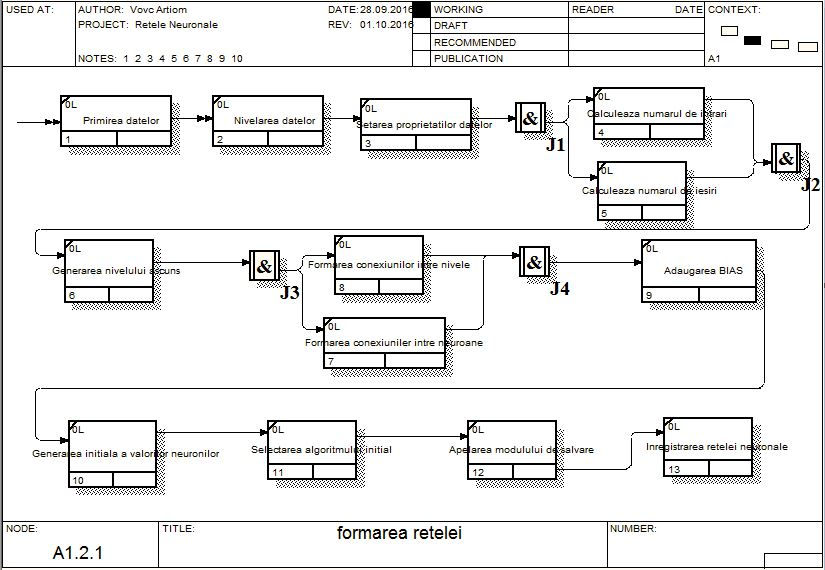 USED AT:
AUTHOR: Vovc Artiom
DATE: 28.09.2016
WORKING
READER
DATE
CONTEXT:
PROJECT: Retele Neuronale
REV: 01.10.2016
DRAFT
RECOMMENDED
NOTES: 1 2 3 4 5 6 7 8 9 10
PUBLICATION
A1
0L
Primirea datelor
1
0L
Nivelarea datelor
2
0L
Setarea proprietatilor datelor
3
&
J1
0L
Calculeaza numarul de intrari
4
0L
Calculeaza numarul de iesiri
5
&
J2
0L
Generarea nivelului ascuns
6
&
J3
0L
Formarea conexiunilor intre nivele
8
0L
Formarea conexiunilor intre neuroane
7
&
J4
0L
Adaugarea BIAS
9
0L
Generarea initiala a valorilor neuronilor
10
0L
Selectarea algoritmului initial
11
0L
Apelarea modulului de salvare
12
0L
Inregistrarea retelei neuronale
13
NODE:
TITLE:
NUMBER:
A1.2.1
formarea retelei